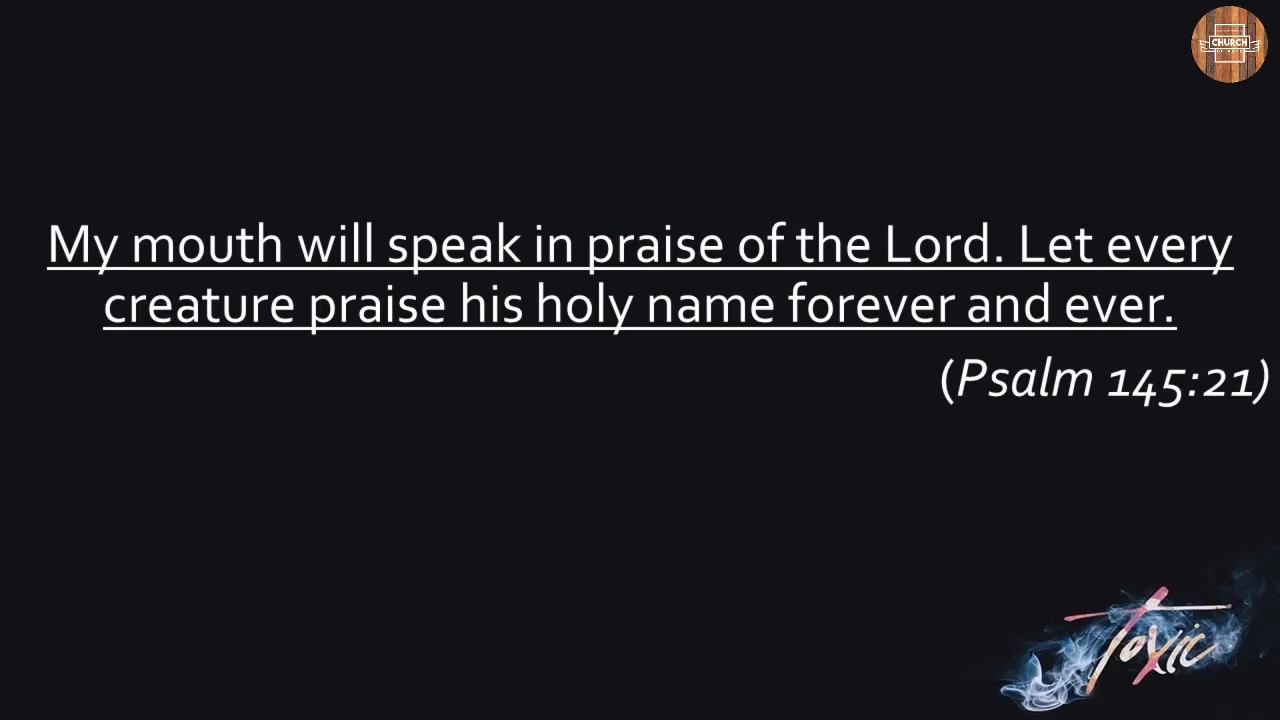 CHURCH
My mouth will speak in praise of the Lord. Let every
creature praise his holy name forever and ever.
(Psalm 145:21)
Toxic